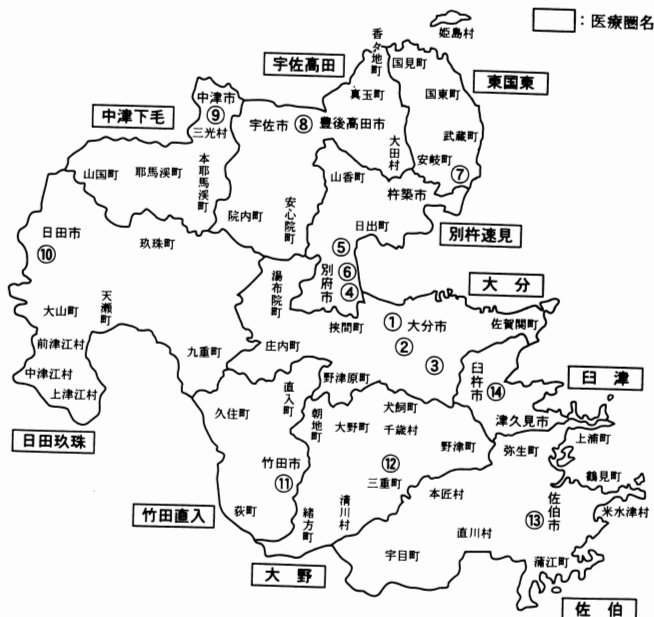 □：医療圏名
姫島村
香々地町
国見町
宇佐高田
東国東
真玉町
国東町
中津市
⑨
三光村
中津下毛
宇佐市
⑧
豊後高田市
武蔵町
大田村
安岐町
⑦
山国町
耶馬溪町
本耶馬溪町
山香町
杵築市
院内町
安心院町
日出町
別杵速見
日田市
⑩
玖珠町
⑤
⑥
④
別府市
湯布院町
大分
大山町
天瀬町
挾間町
①
大分市
②
③
佐賀関町
前津江村
中津江村
上津江村
九重町
庄内町
野津原町
臼杵市
⑭
臼津
日田玖珠
久住町
直入町
朝地町
犬飼町
大野町
千歳村
津久見市
野津町
弥生町
上浦町
竹田市
⑪
⑫
三重町
鶴見町
本匠村
佐伯市
⑬
米水津村
竹田直入
荻町
緒方町
清川村
直川村
宇目町
蒲江町
大野
佐伯